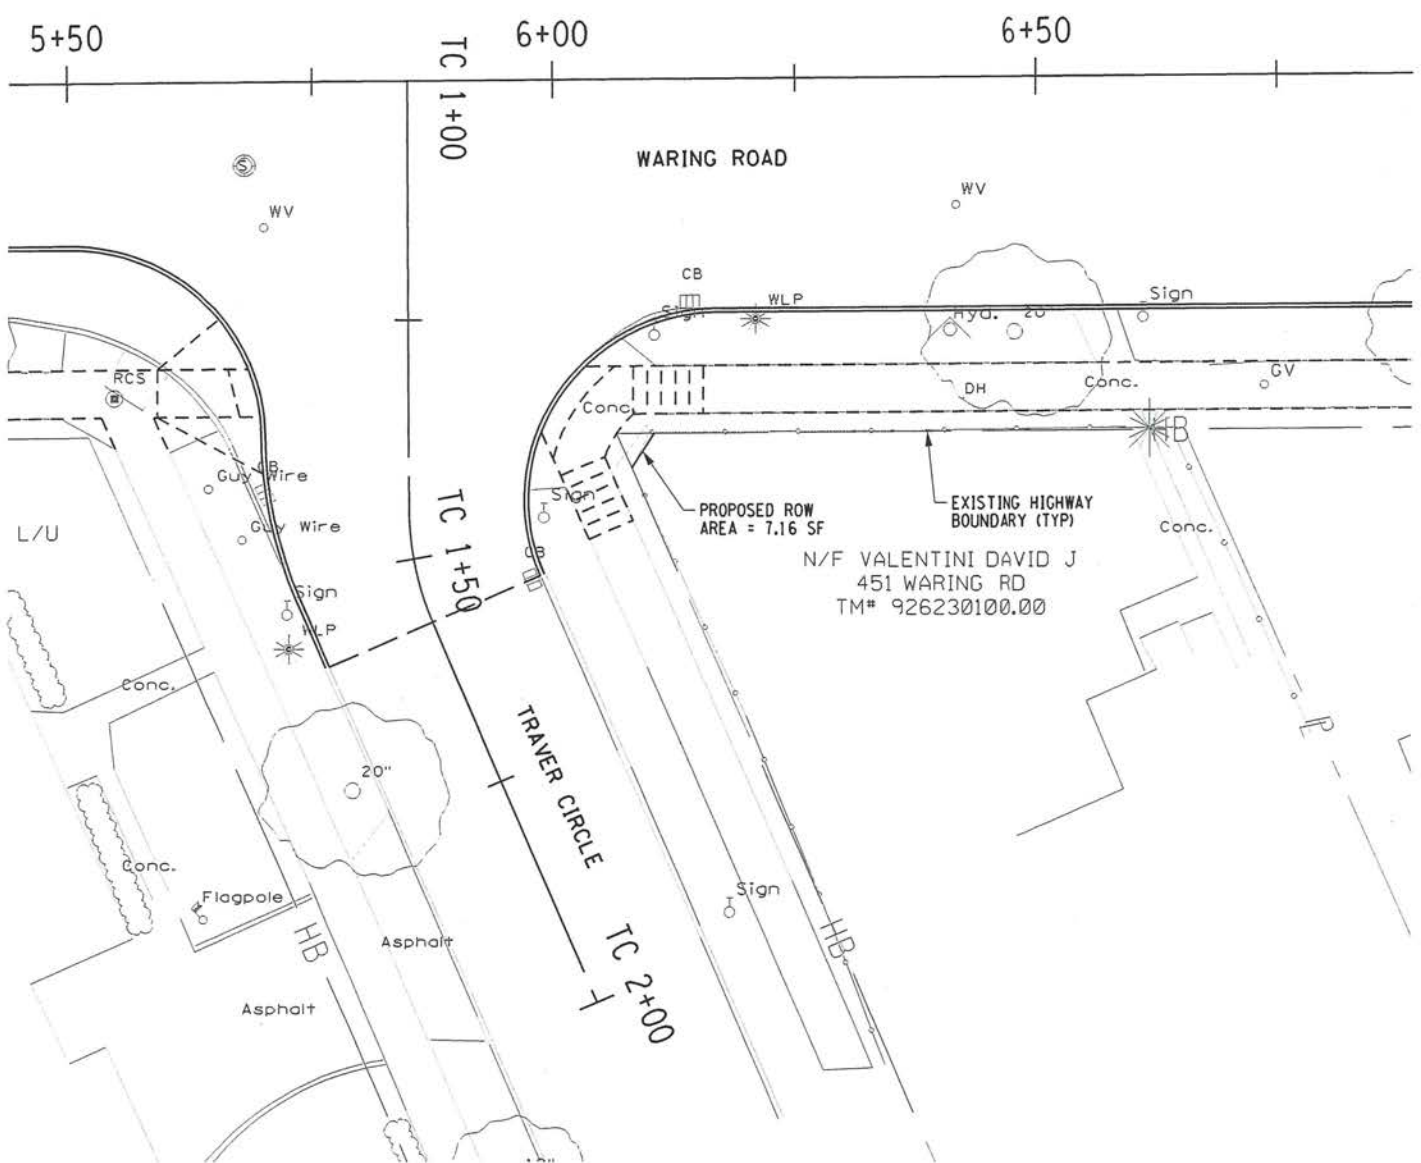 5+50
6+00
6+50
TC 1+00
WARING ROAD
S
WV
WV
CB
Sign
WLP
Hyd. 20"
Sign
RCS
DH
Conc.
GV
Conc.
HB
CB
Guy Wire
Sign
PROPOSED ROW
AREA = 7.16 SF
EXISTING HIGHWAY
BOUNDARY (TYP)
L/U
Guy Wire
TC 1+50
Conc.
CB
N/F VALENTINI DAVID J
451 WARING RD
TM# 926230100.00
Sign
WLP
Conc.
TRAVER CIRCLE
20"
Conc.
Flagpole
Sign
HB
Asphalt
TC 2+00
HB
Asphalt